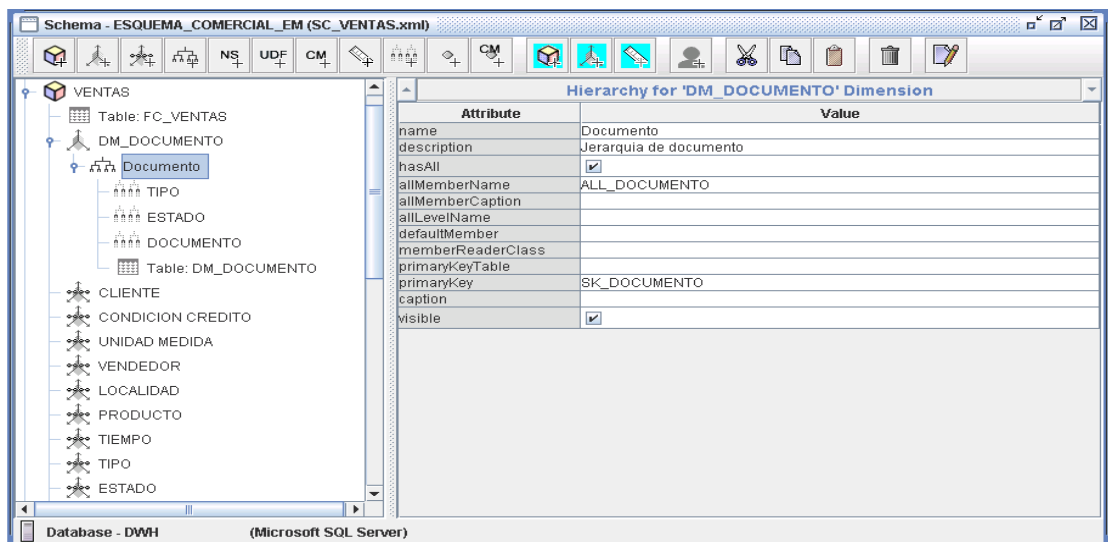 Schema - ESQUEMA_COMERCIAL_EM (SC_VENTAS.xml)
NS UDF CM CM
VENTAS
Table: FC_VENTAS
DM_DOCUMENTO
Documento
TIPO
ESTADO
DOCUMENTO
Table: DM_DOCUMENTO
CLIENTE
CONDICION CREDITO
UNIDAD MEDIDA
VENDEDOR
LOCALIDAD
PRODUCTO
TIEMPO
TIPO
ESTADO
Hierarchy for 'DM_DOCUMENTO' Dimension
Attribute Value
name Documento
description Jerarquia de documento
hasAll
allMemberName ALL_DOCUMENTO
allMemberCaption
allLevelName
defaultMember
memberReaderClass
primaryKeyTable
primaryKey SK_DOCUMENTO
caption
visible
Database - DWH (Microsoft SQL Server)